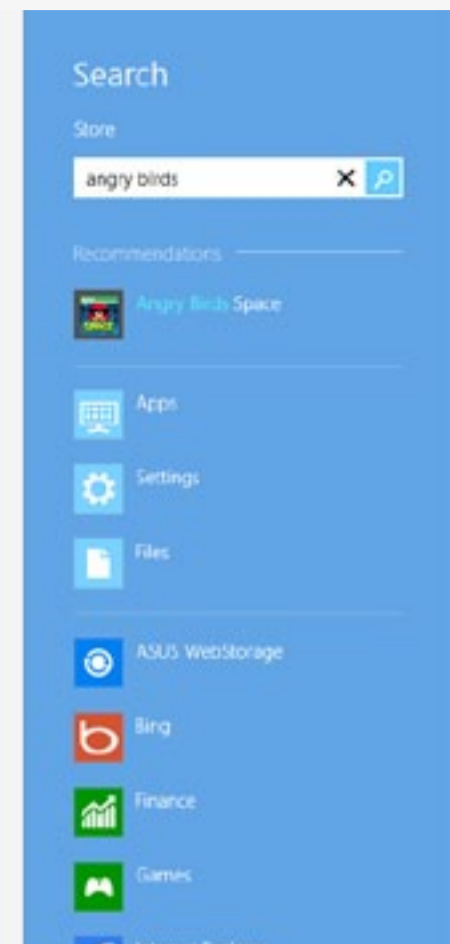 Search
Store
angry birds
Recommendations
Angry Birds Space
Apps
Settings
Files
ASUS WebStorage
Bing
Finance
Games